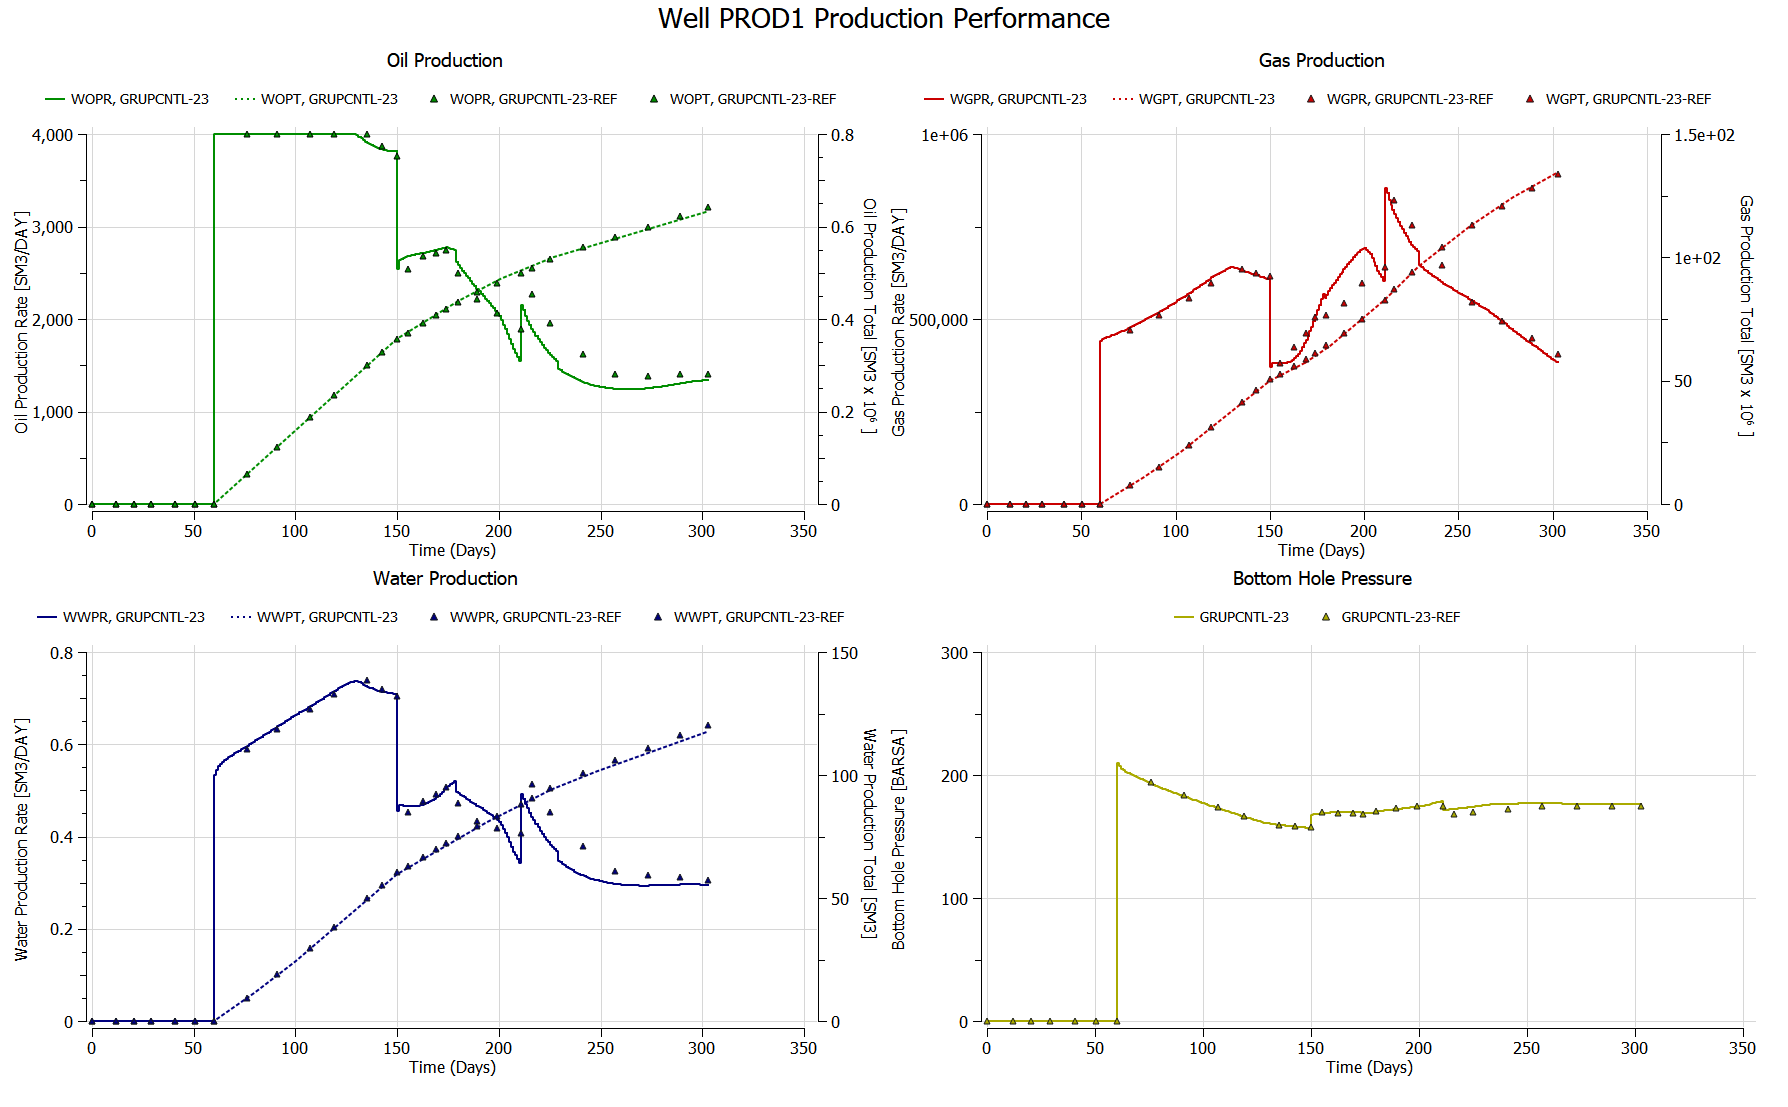 Well PROD1 Production Performance
Oil Production
WOPR, GRUPCNTL-23 WOPT, GRUPCNTL-23 WOPR, GRUPCNTL-23-REF WOPT, GRUPCNTL-23-REF
4,000
3,000
2,000
1,000
0
Oil Production Rate [SM3/DAY]
0.8
0.6
0.4
0.2
0
Oil Production Total [SM3 x 10⁶ ]
0 50 100 150 200 250 300 350
Time (Days)
Gas Production
WGPR, GRUPCNTL-23 WGPT, GRUPCNTL-23 WGPR, GRUPCNTL-23-REF WGPT, GRUPCNTL-23-REF
1e+06
500,000
0
Gas Production Rate [SM3/DAY]
1.5e+02
1e+02
50
0
Gas Production Total [SM3 x 10⁶ ]
0 50 100 150 200 250 300 350
Time (Days)
Water Production
WWPR, GRUPCNTL-23 WWPT, GRUPCNTL-23 WWPR, GRUPCNTL-23-REF WWPT, GRUPCNTL-23-REF
0.8
0.6
0.4
0.2
0
Water Production Rate [SM3/DAY]
150
100
50
0
Water Production Total [SM3]
0 50 100 150 200 250 300 350
Time (Days)
Bottom Hole Pressure
GRUPCNTL-23 GRUPCNTL-23-REF
300
200
100
0
Bottom Hole Pressure [BARSA]
0 50 100 150 200 250 300 350
Time (Days)